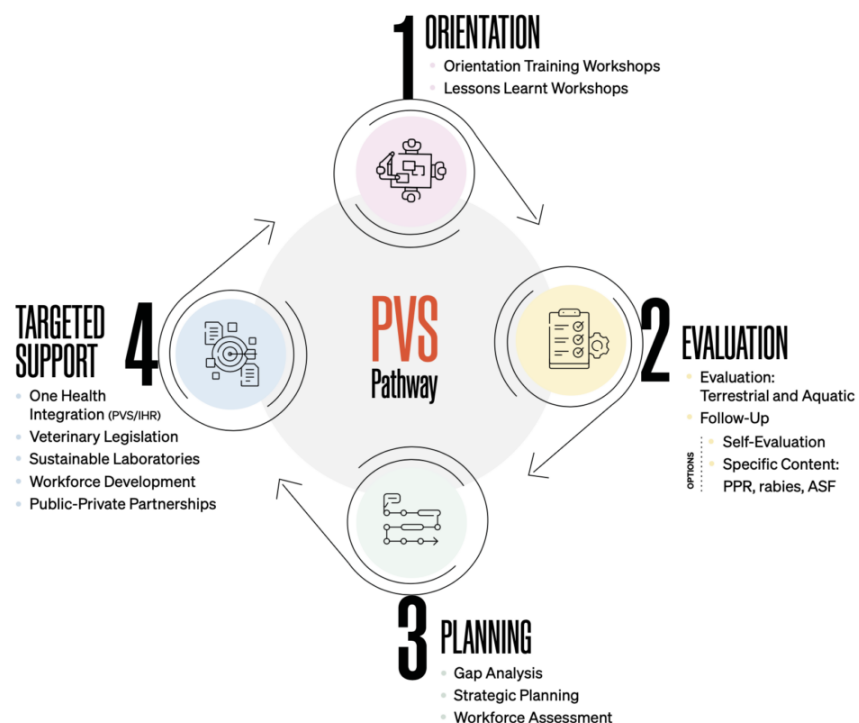 1 ORIENTATION
Orientation Training Workshops
Lessons Learnt Workshops
PVS
Pathway
2 EVALUATION
Evaluation:
Terrestrial and Aquatic
Follow-Up
OPTIONS
Self-Evaluation
Specific Content:
PPR, rabies, ASF
3 PLANNING
Gap Analysis
Strategic Planning
Workforce Assessment
TARGETED
SUPPORT 4
One Health
Integration (PVS/IHR)
Veterinary Legislation
Sustainable Laboratories
Workforce Development
Public-Private Partnerships